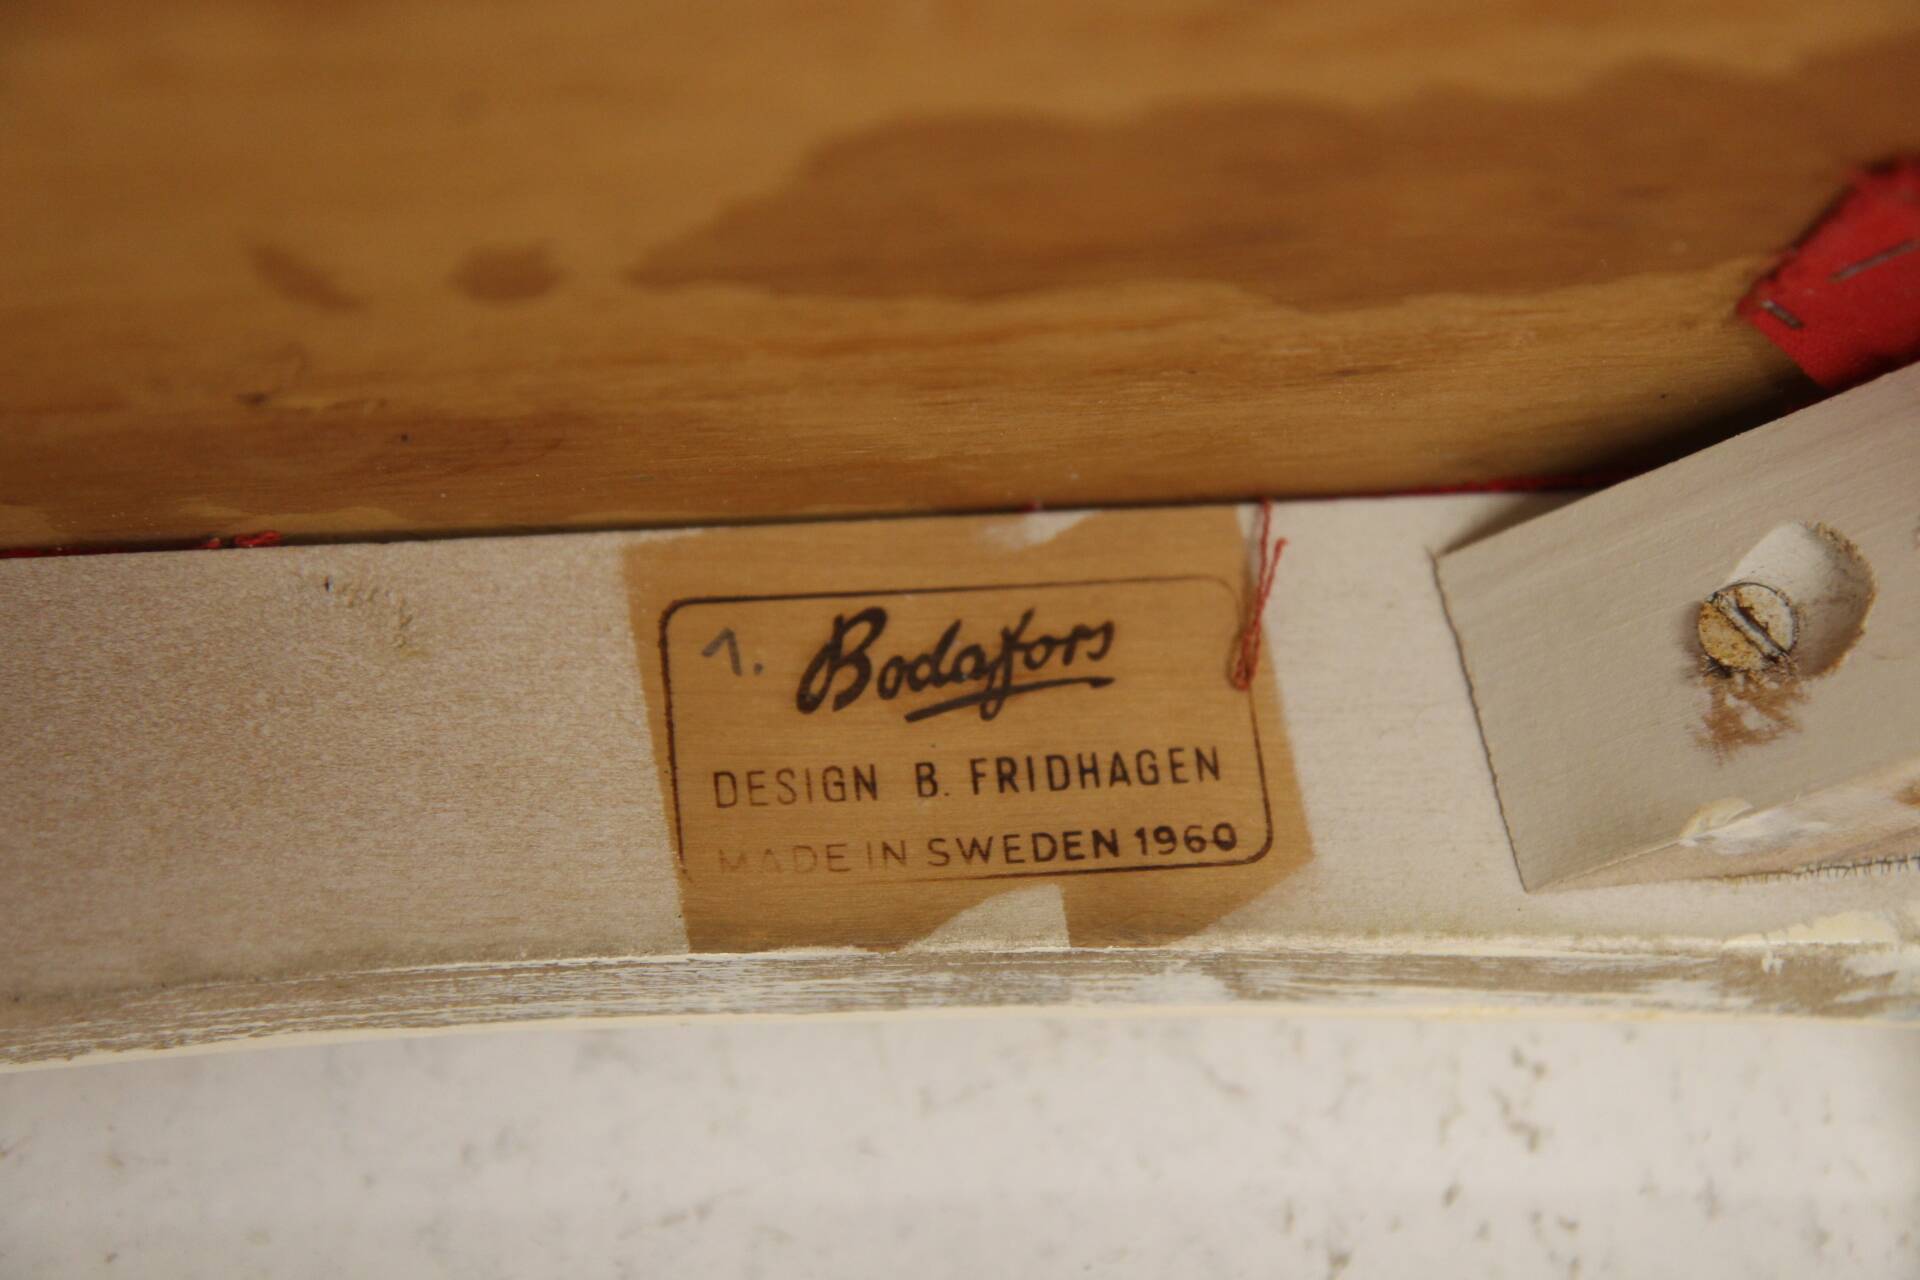 1. Bodafors
DESIGN B. FRIDHAGEN
MADE IN SWEDEN 1960